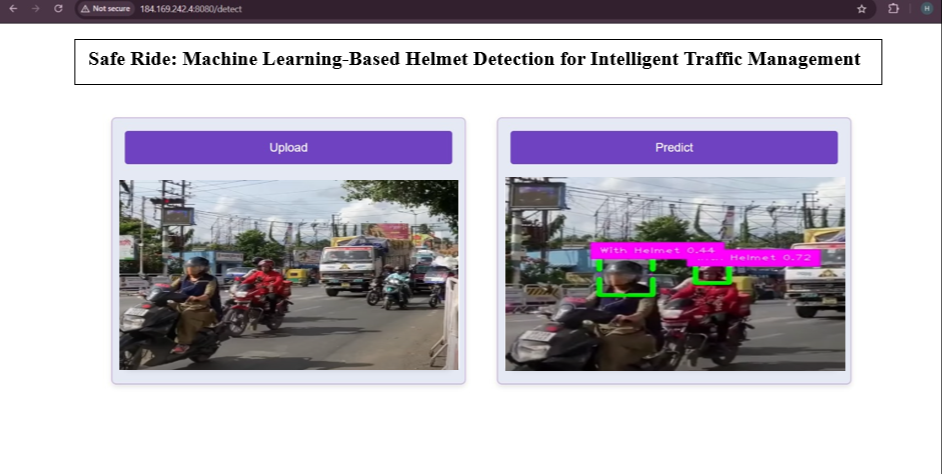 Not secure 184.169.242.4:8080/detect
H
Safe Ride: Machine Learning-Based Helmet Detection for Intelligent Traffic Management
Upload
Predict
With Helmet 0.44
Helmet 0.72